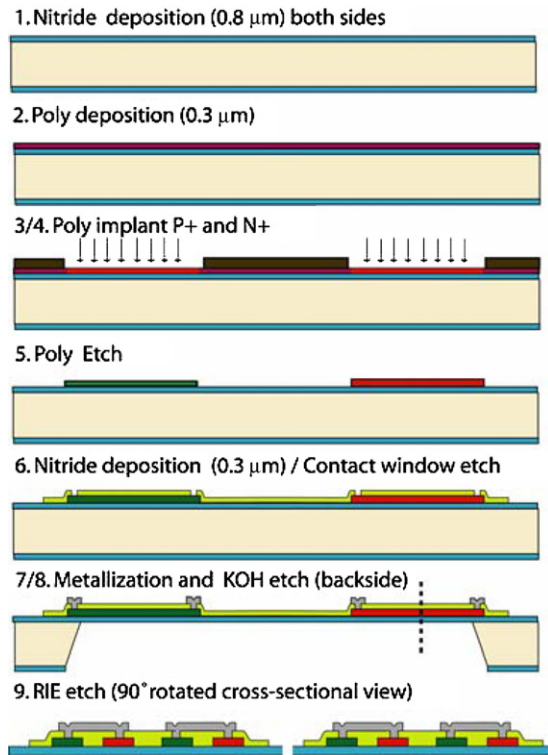 1. Nitride deposition (0.8 μm) both sides
2. Poly deposition (0.3 μm)
3/4. Poly implant P+ and N+
5. Poly Etch
6. Nitride deposition (0.3 μm) / Contact window etch
7/8. Metallization and KOH etch (backside)
9. RIE etch (90˚rotated cross-sectional view)